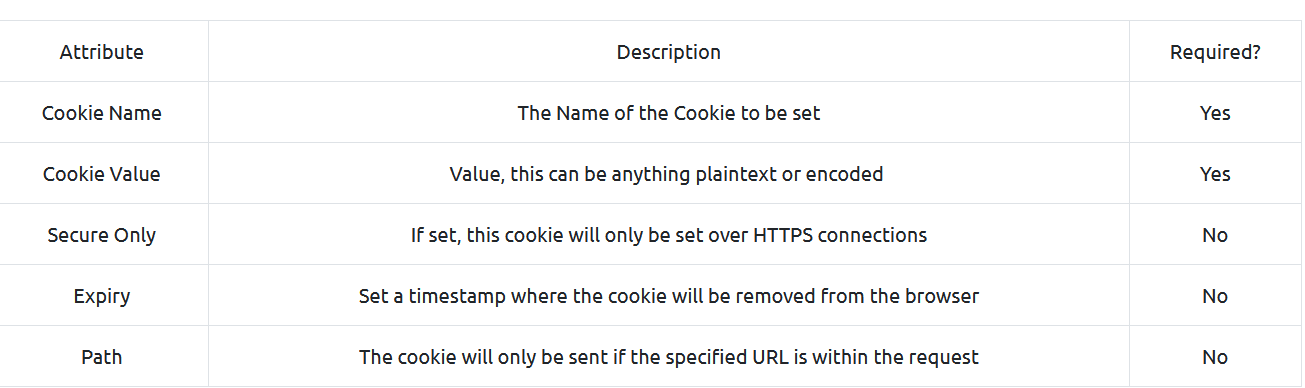 Attribute Description Required?
Cookie Name The Name of the Cookie to be set Yes
Cookie Value Value, this can be anything plaintext or encoded Yes
Secure Only If set, this cookie will only be set over HTTPS connections No
Expiry Set a timestamp where the cookie will be removed from the browser No
Path The cookie will only be sent if the specified URL is within the request No